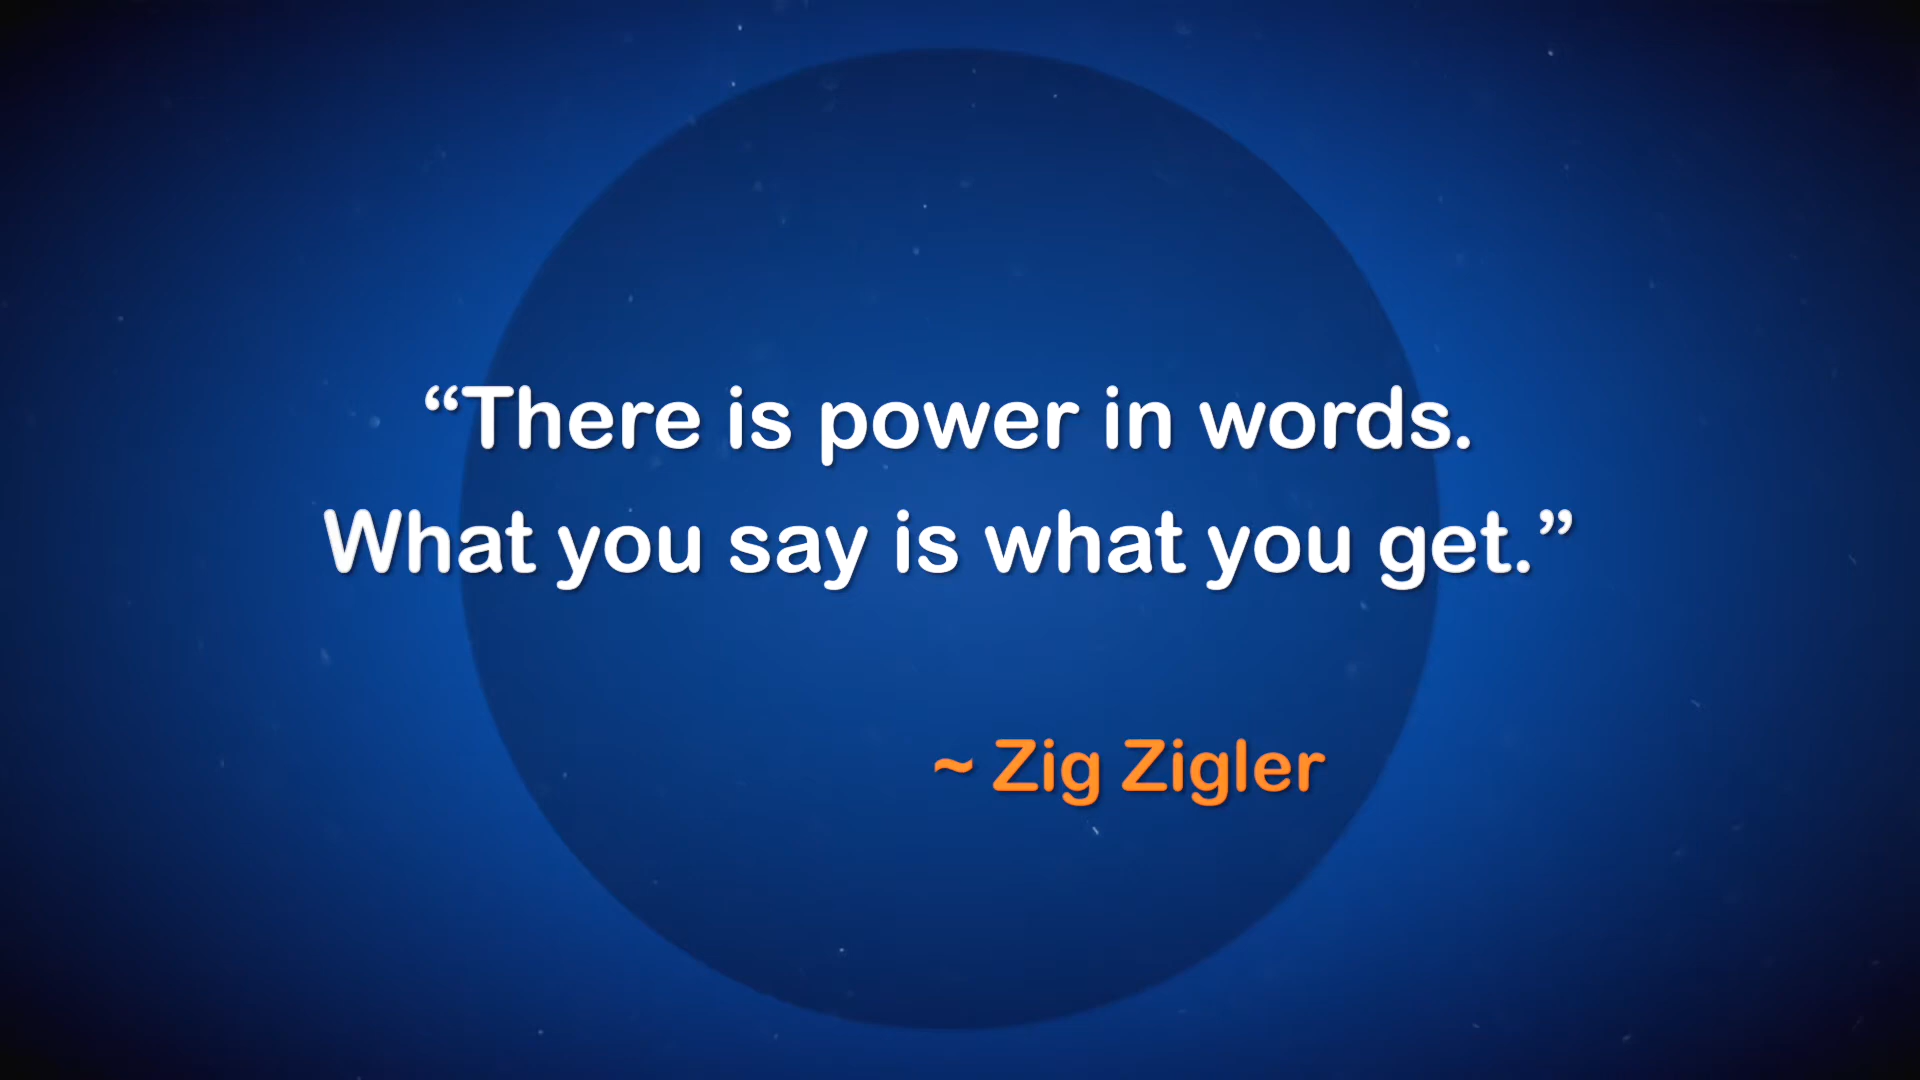 “There is power in words.
What you say is what you get.”
~ Zig Zigler